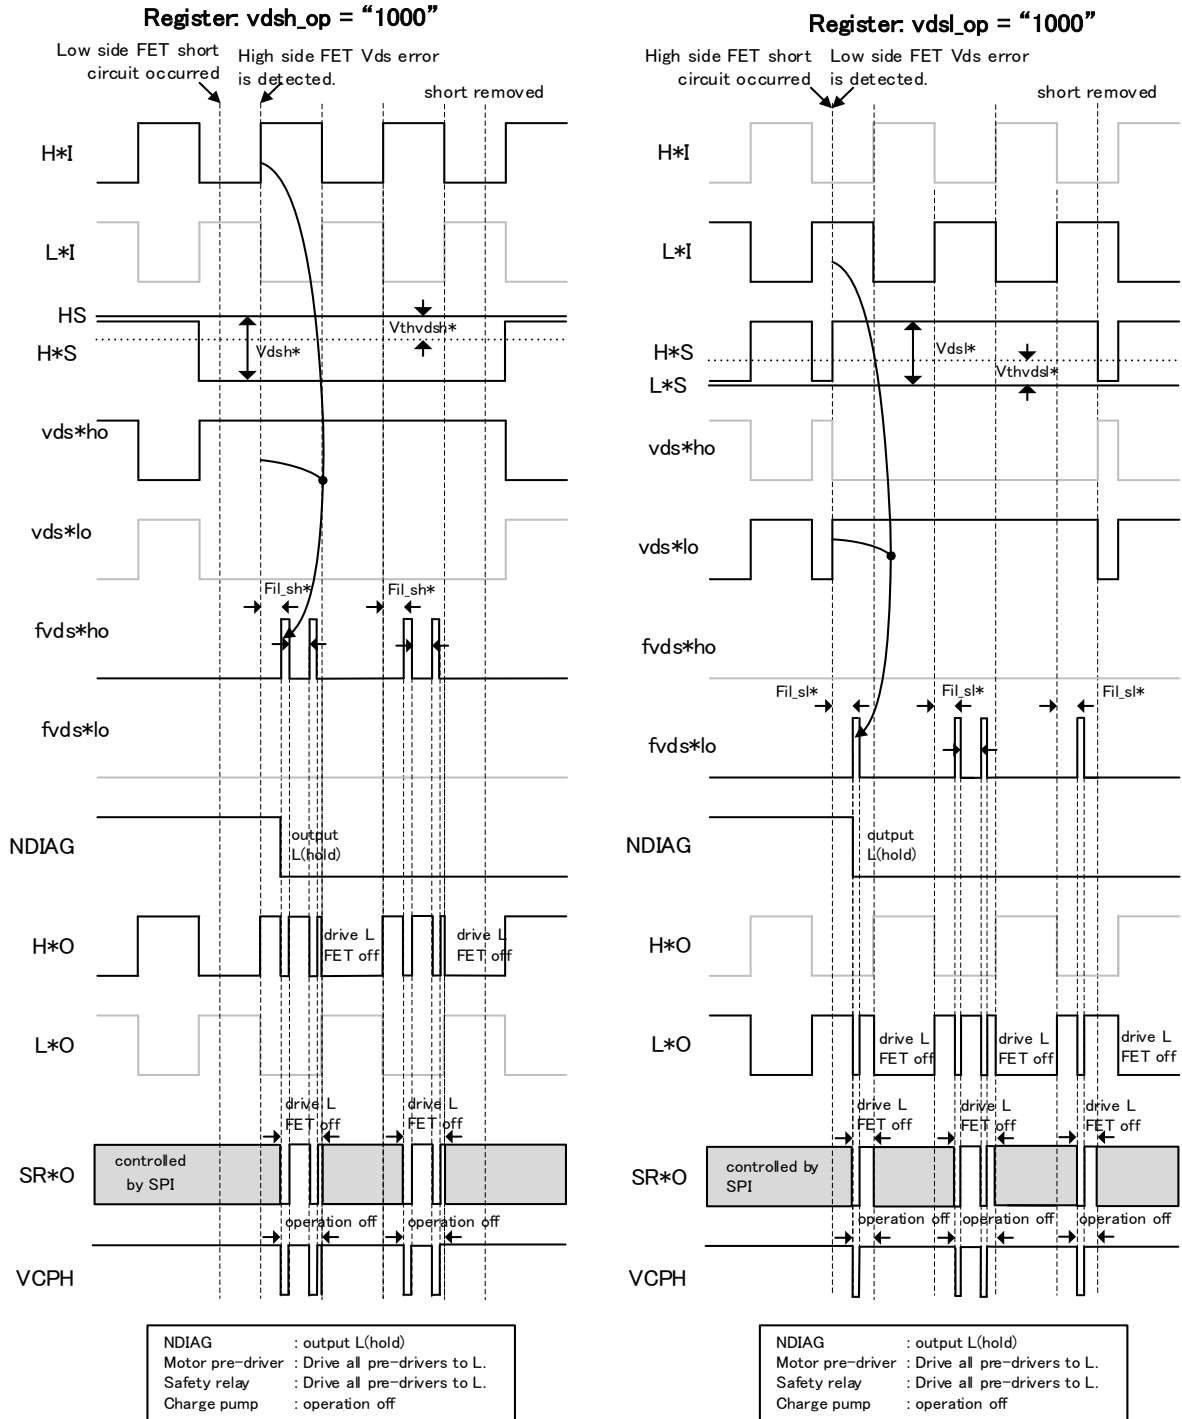 Register: vdsh_op = “1000”
Low side FET short
circuit occurred
High side FET Vds error
is detected.
short removed
H*I
L*I
HS
Vthvdsh*
H*S
Vdsh*
vds*ho
vds*lo
Fil_sh*
Fil_sh*
fvds*ho
fvds*lo
NDIAG
output
L(hold)
H*O
drive L
FET off
drive L
FET off
L*O
drive L
FET off
drive L
FET off
SR*O
controlled
by SPI
operation off
operation off
VCPH
NDIAG : output L(hold)
Motor pre-driver : Drive all pre-drivers to L.
Safety relay : Drive all pre-drivers to L.
Charge pump : operation off
Register: vdsl_op = “1000”
High side FET short
circuit occurred
Low side FET Vds error
is detected.
short removed
H*I
L*I
H*S
Vdsl*
Vthvdsl*
L*S
vds*ho
vds*lo
fvds*ho
Fil_sl*
Fil_sl*
Fil_sl*
fvds*lo
NDIAG
output
L(hold)
H*O
L*O
drive L
FET off
drive L
FET off
drive L
FET off
drive L
FET off
drive L
FET off
drive L
FET off
SR*O
controlled by
SPI
operation off
operation off
operation off
VCPH
NDIAG : output L(hold)
Motor pre-driver : Drive all pre-drivers to L.
Safety relay : Drive all pre-drivers to L.
Charge pump : operation off